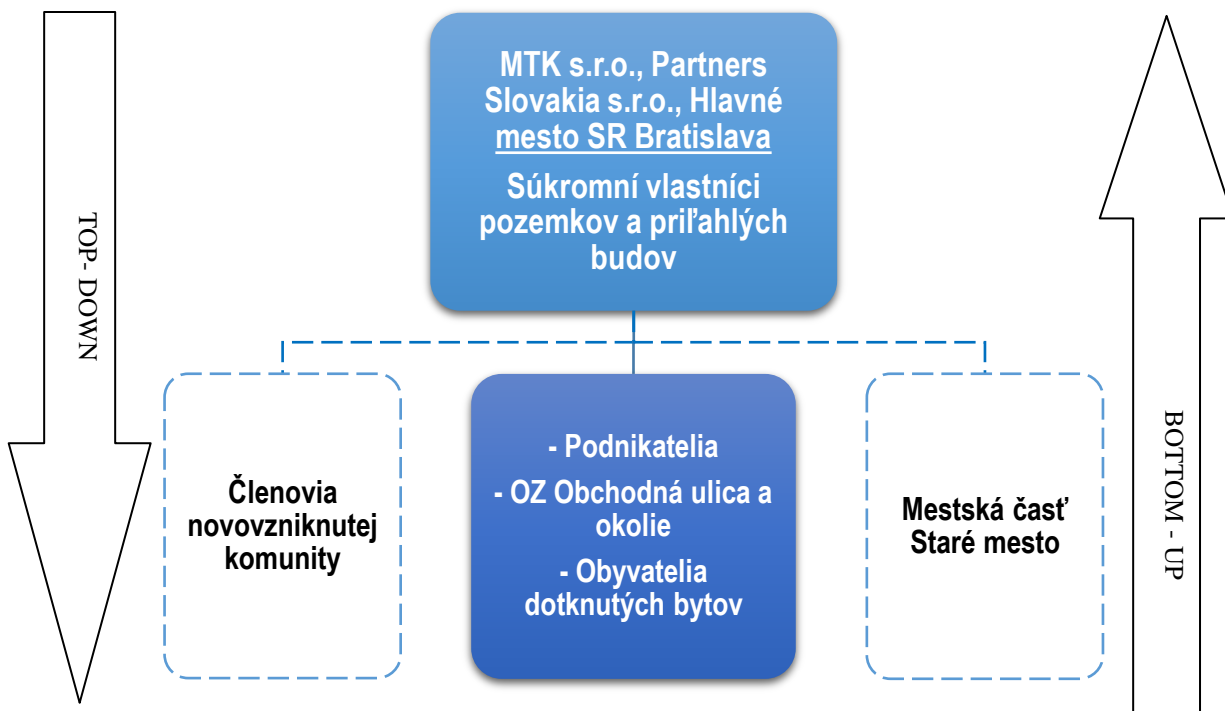 TOP- DOWN
MTK s.r.o., Partners
Slovakia s.r.o., Hlavné
mesto SR Bratislava
Súkromní vlastníci
pozemkov a priľahlých
budov
Členovia
novovzniknutej
komunity
- Podnikatelia
- OZ Obchodná ulica a
okolie
- Obyvatelia
dotknutých bytov
Mestská časť
Staré mesto
BOTTOM - UP